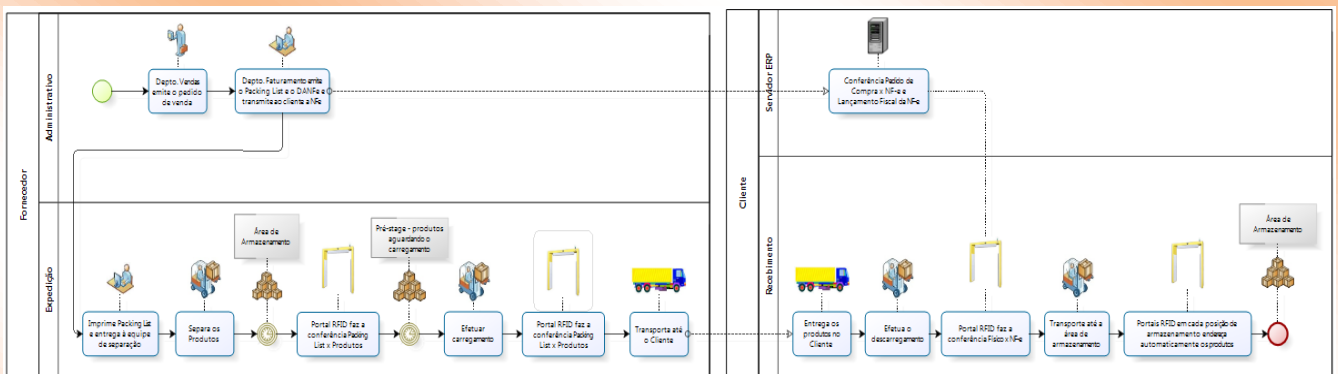 Fornecedor
Administrativo
Depto. Vendas
emite o pedido
de venda
Depto. Faturamento emite
o Packing List e o DANFe e
transmite ao cliente a NFe
Expedição
Imprime Packing List
e entrega à equipe
de separação
Separa os
Produtos
Área de
Armazenamento
Portal RFID faz a
conferência Packing
List x Produtos
Pré-stage - produtos
aguardando o
carregamento
Efetuar
carregamento
Portal RFID faz a
conferência Packing
List x Produtos
Transporta até
o Cliente
Cliente
Servidor ERP
Conferência Pedido de
Compra x NF-e e
Lançamento Fiscal da NF-e
Recebimento
Entrega os
produtos no
Cliente
Efetua o
descarregamento
Portal RFID faz a
conferência Físico x NF-e
Transporte até a
área de
armazenamento
Portais RFID em cada posição de
armazenamento endereça
automaticamente os produtos
Área de
Armazenamento